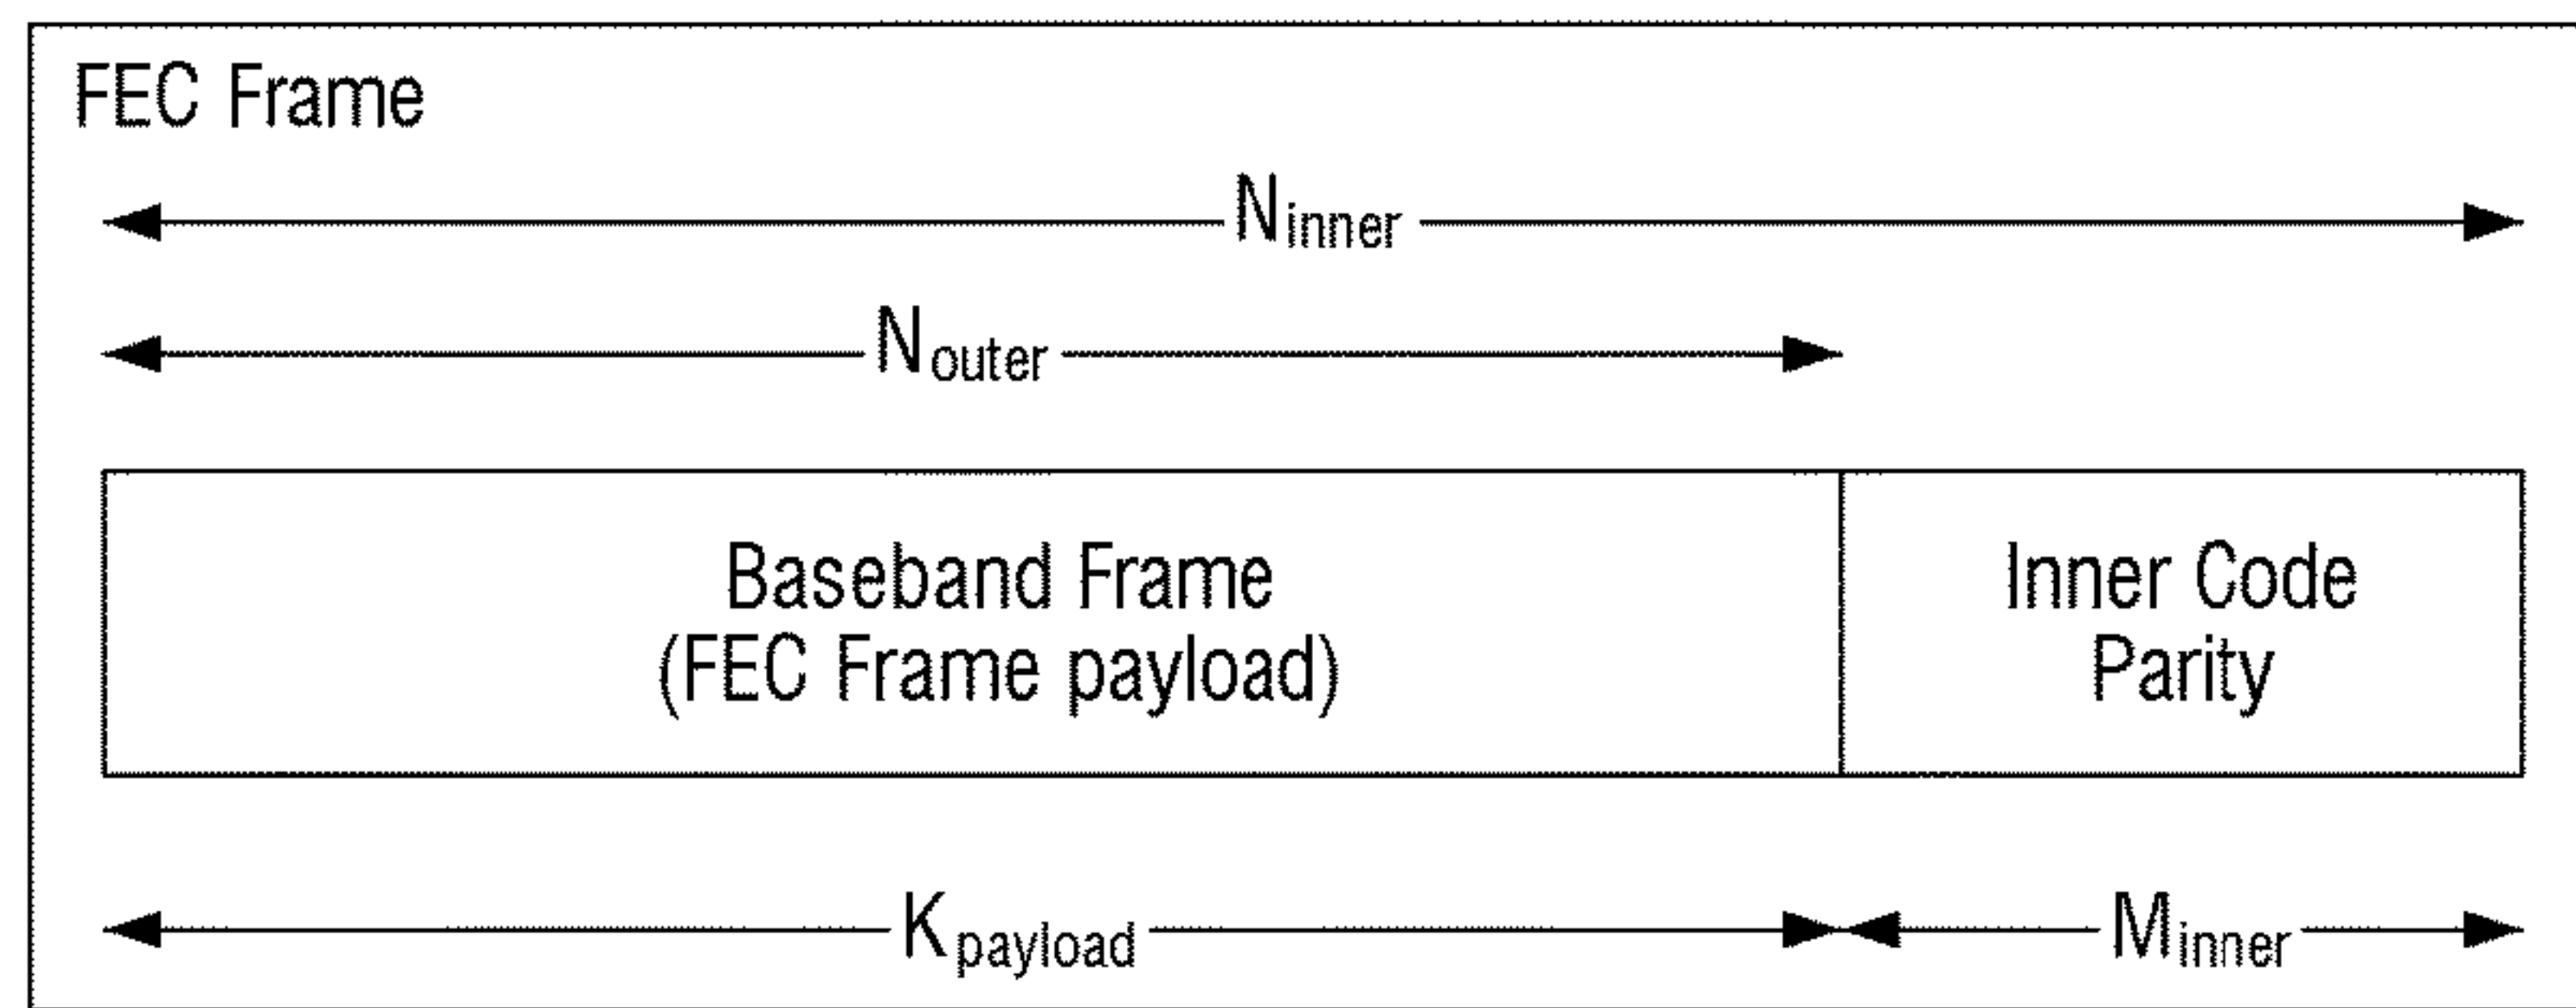 FEC Frame
Ninner
Nouter
Baseband Frame
(FEC Frame payload)
Inner Code
Parity
Kpayload
Minner